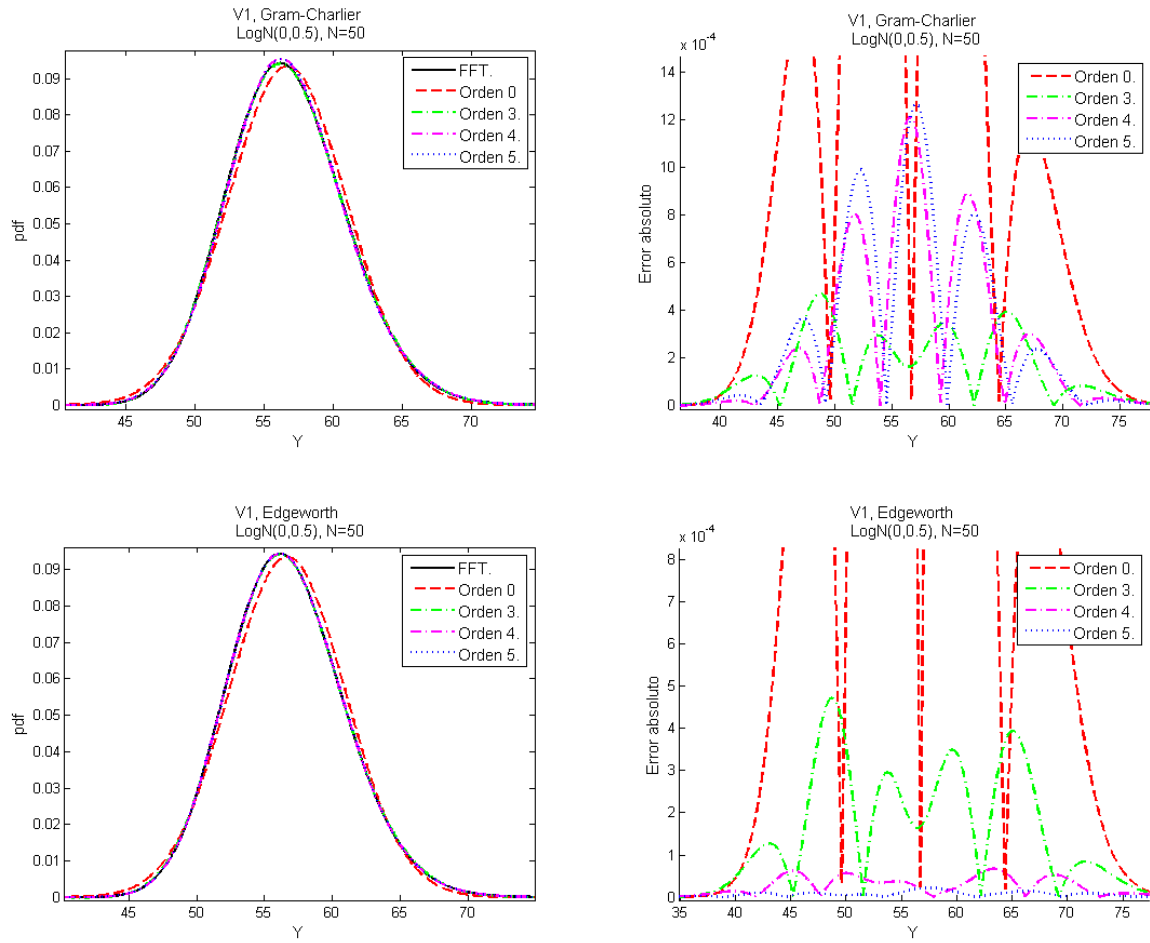 V1, Gram-Charlier
LogN(0,0.5), N=50
0.09
0.08
0.07
0.06
0.05
0.04
0.03
0.02
0.01
0
pdf
45 50 55 60 65 70
Y
FFT.
Orden 0
Orden 3.
Orden 4.
Orden 5.
V1, Gram-Charlier
LogN(0,0.5), N=50
x 10-4
14
12
10
8
6
4
2
0
Error absoluto
40 45 50 55 60 65 70 75
Y
Orden 0.
Orden 3.
Orden 4.
Orden 5.
V1, Edgeworth
LogN(0,0.5), N=50
0.09
0.08
0.07
0.06
0.05
0.04
0.03
0.02
0.01
0
pdf
45 50 55 60 65 70
Y
FFT.
Orden 0
Orden 3.
Orden 4.
Orden 5.
V1, Edgeworth
LogN(0,0.5), N=50
x 10-4
8
7
6
5
4
3
2
1
0
Error absoluto
35 40 45 50 55 60 65 70 75
Y
Orden 0.
Orden 3.
Orden 4.
Orden 5.